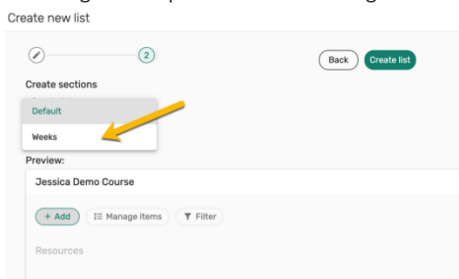 Create new list
2
Back
Create list
Create sections
Default
Weeks
Preview:
Jessica Demo Course
+ Add
Manage items
Filter
Resources